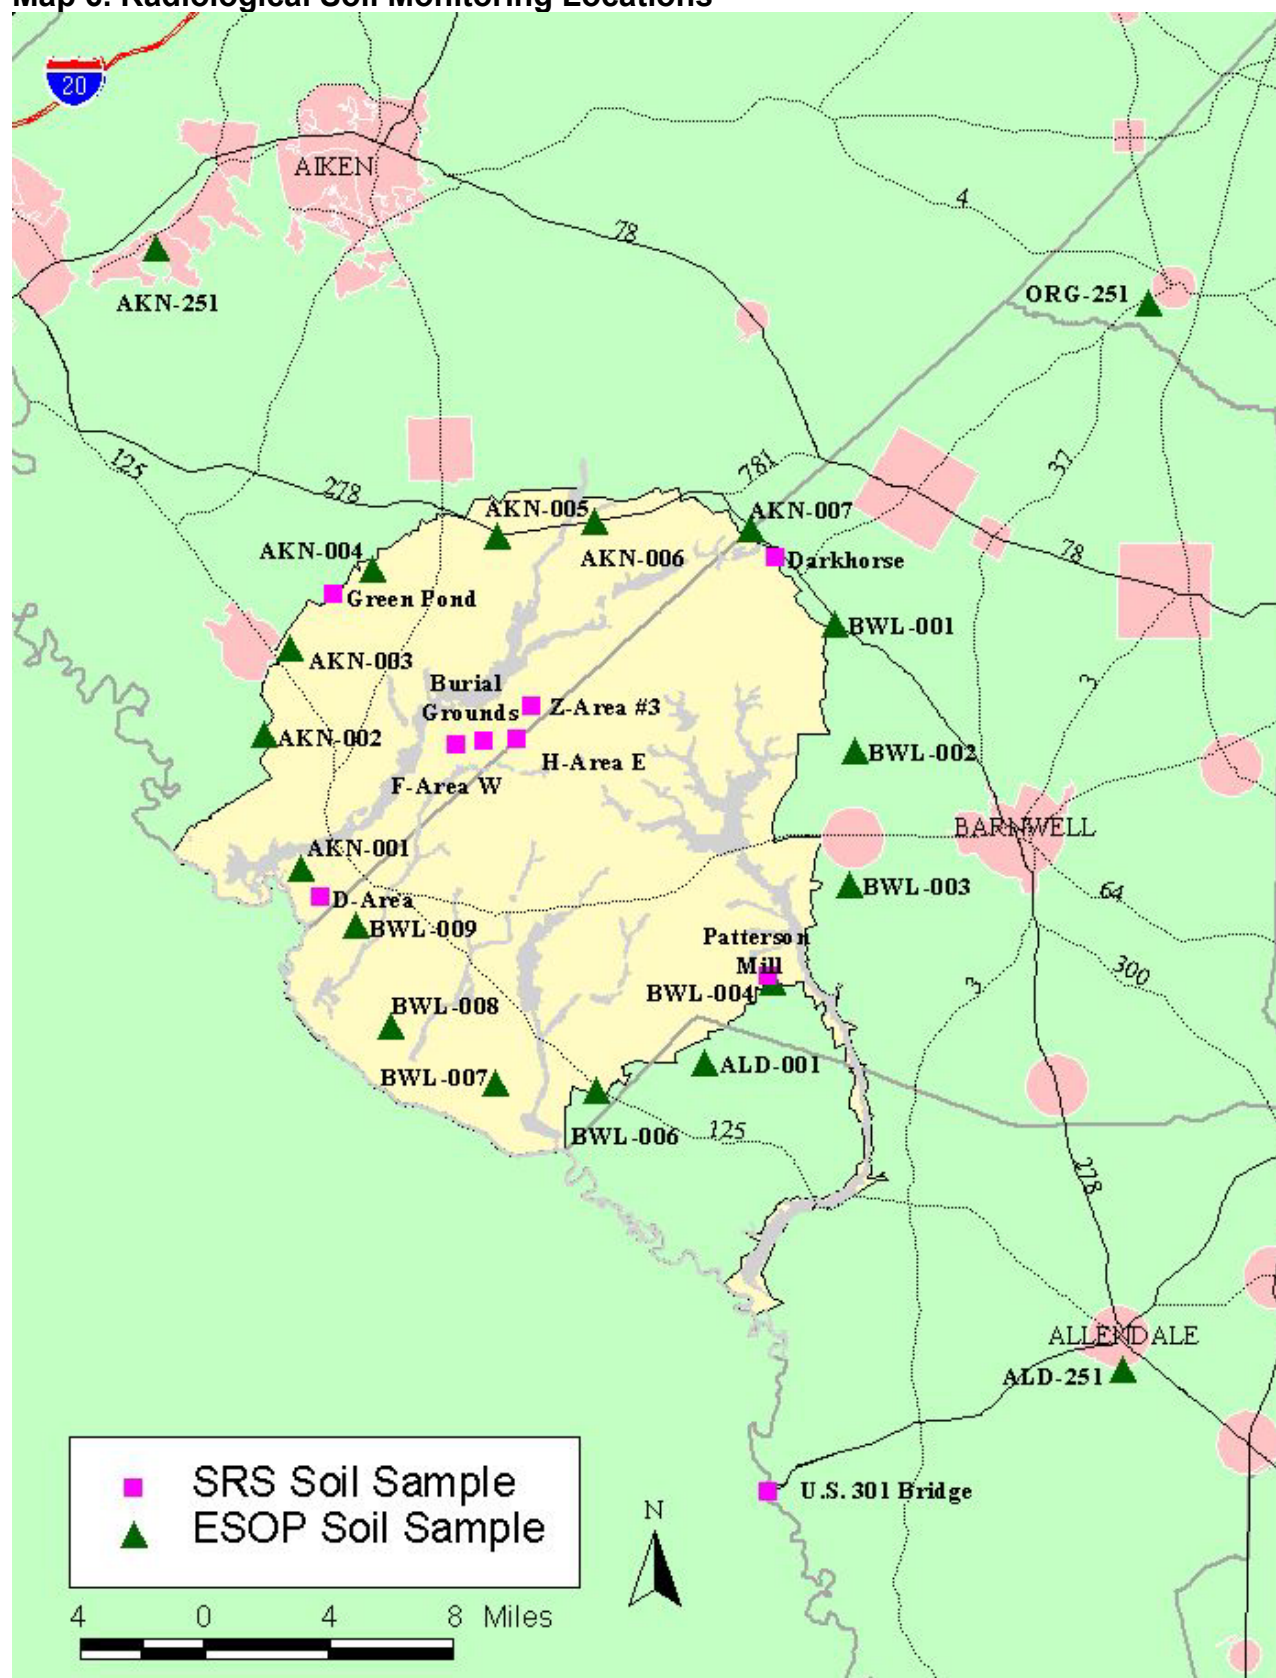 Map 6. Radiological Soil Monitoring Locations
20
AIKEN
78
4
AKN-251
ORG-251
125
278
781
37
AKN-005
AKN-007
AKN-004
AKN-006
Darkhorse
78
Green Pond
BWL-001
AKN-003
Burial
Grounds
Z-Area #3
3
AKN-002
H-Area E
BWL-002
F-Area W
BARNWELL
AKN-001
BWL-003
64
D-Area
BWL-009
Patterson
Mill
300
BWL-004
3
BWL-008
ALD-001
BWL-007
BWL-006
125
278
ALLENDALE
ALD-251
SRS Soil Sample
U.S. 301 Bridge
ESOP Soil Sample
N
4 0 4 8 Miles